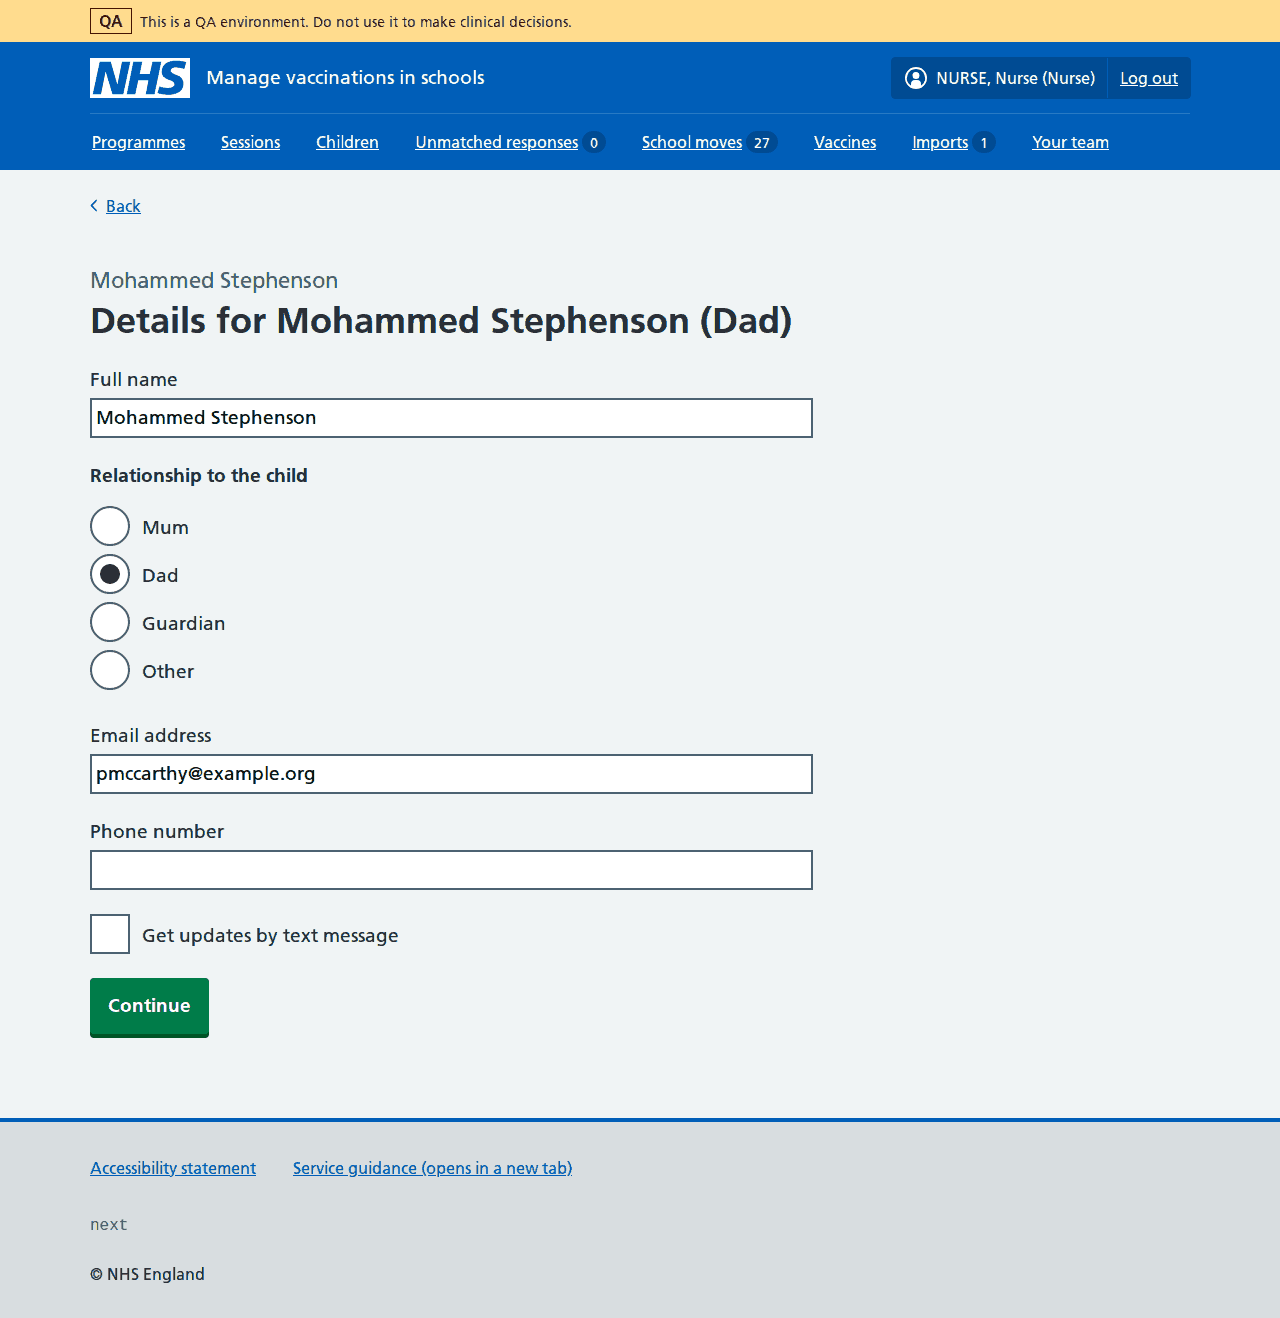 QA This is a QA environment. Do not use it to make clinical decisions.
NHS Manage vaccinations in schools NURSE, Nurse (Nurse) Log out
Programmes Sessions Children Unmatched responses 0 School moves 27 Vaccines Imports 1 Your team
Back
Mohammed Stephenson
Details for Mohammed Stephenson (Dad)
Full name
Mohammed Stephenson
Relationship to the child
Mum
Dad
Guardian
Other
Email address
pmccarthy@example.org
Phone number
Get updates by text message
Continue
Accessibility statement Service guidance (opens in a new tab)
next
© NHS England